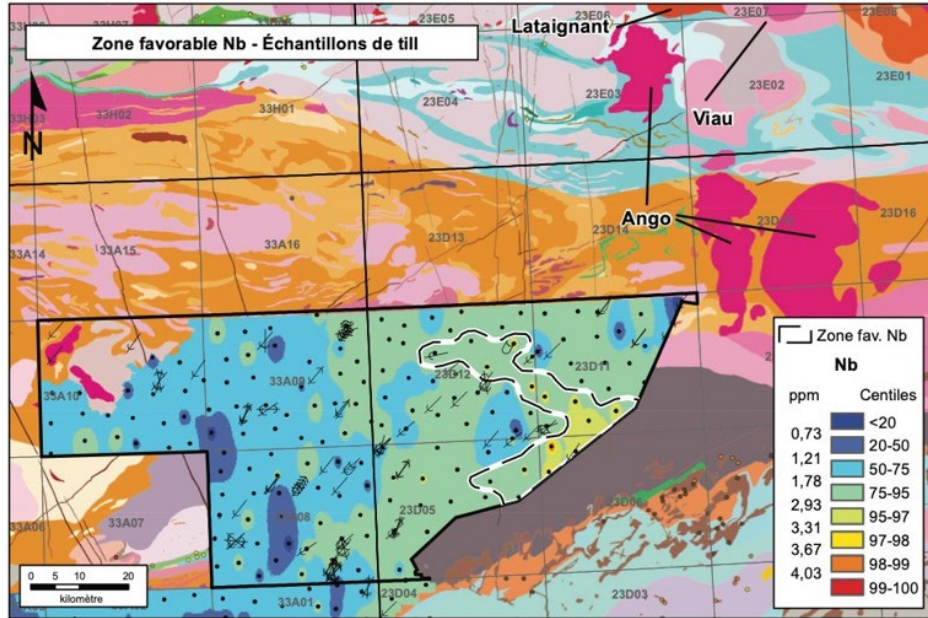 Zone favorable Nb - Échantillons de till
23E05
23E06
23E07
23E08
Lataignant
23E01
33H02
33H01
23E04
23E03
23E02
33H03
Viau
N
Ango
33A14
33A15
33A16
23D13
23D14
23D16
33A10
33A09
23D12
23D11
33A06
33A07
33A08
23D05
23D06
33A01
23D04
23D03
0 5 10 20
kilomètre
Zone fav. Nb
Nb
ppm Centiles
<20
0,73
20-50
1,21
50-75
1,78
75-95
2,93
95-97
3,31
97-98
3,67
98-99
4,03
99-100